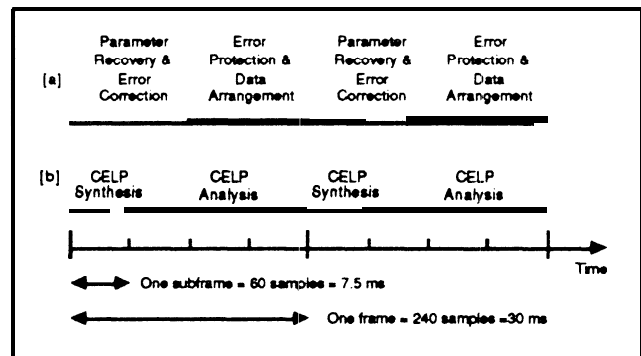 Parameter Recovery & Error Correction
Error Protection & Data Arrangement
Parameter Recovery & Error Correction
Error Protection & Data Arrangement
[a]
[b]
CELP Synthesis
CELP Analysis
CELP Synthesis
CELP Analysis
Time
One subframe = 60 samples = 7.5 ms
One frame = 240 samples =30 ms